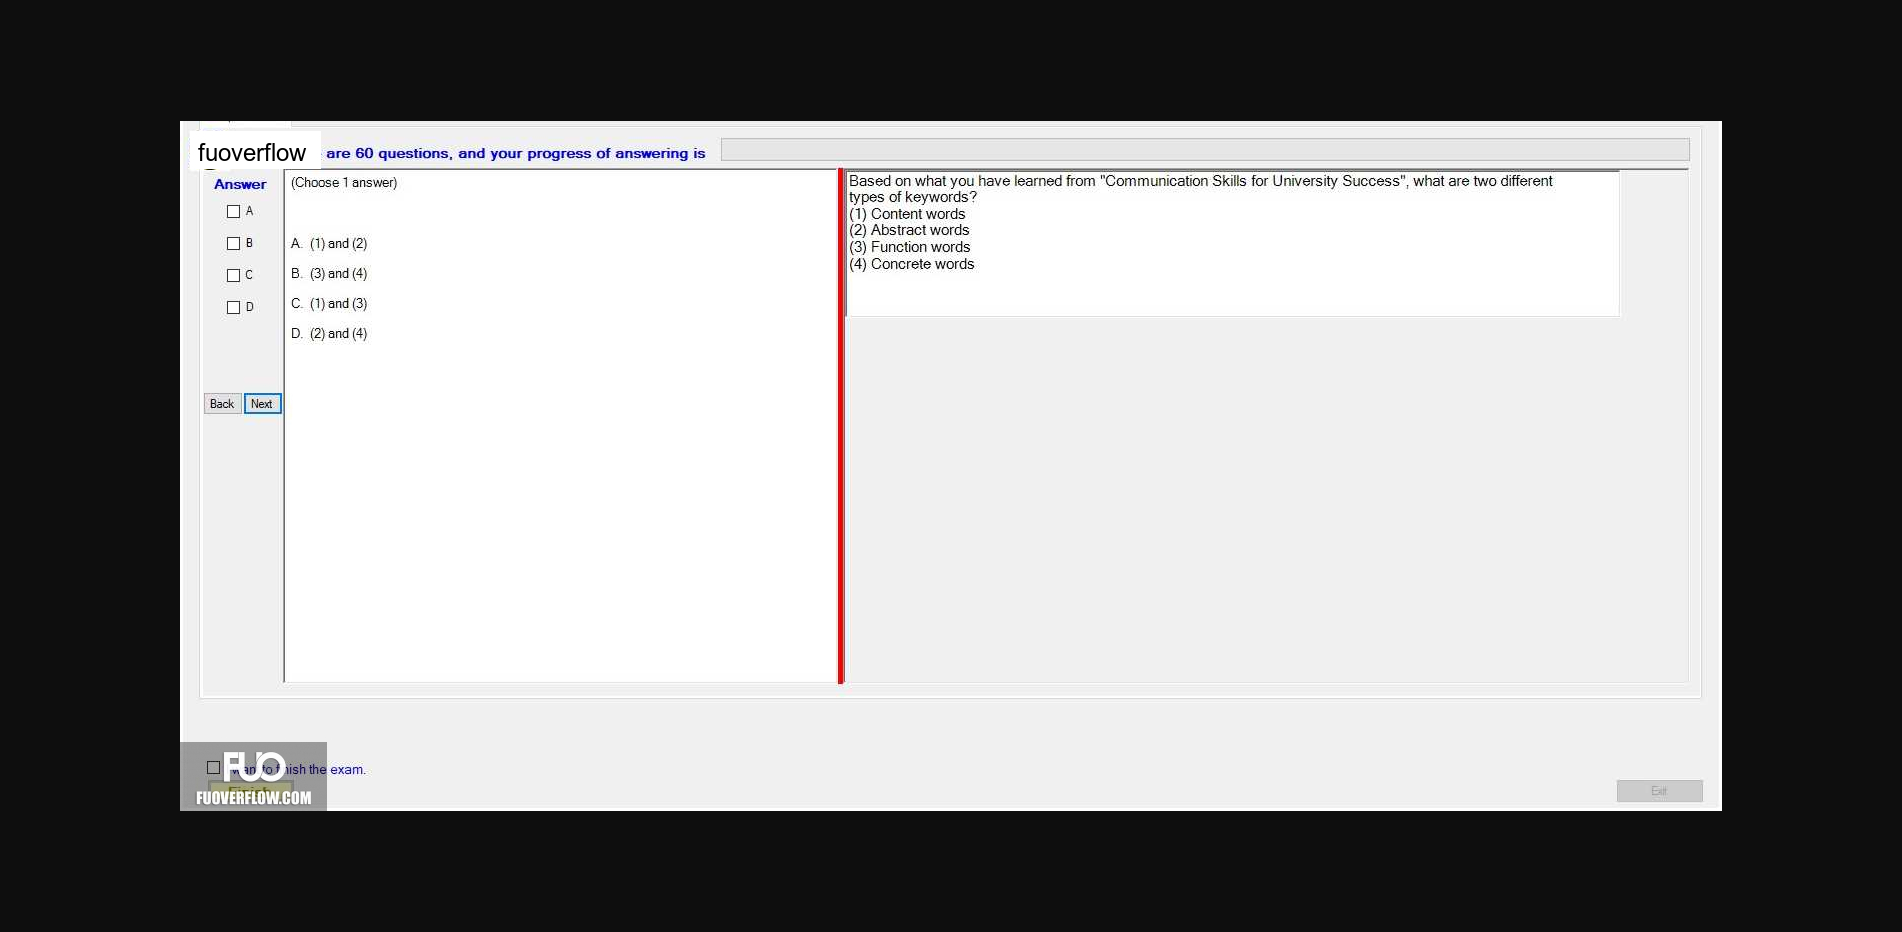 fuoverflow are 60 questions, and your progress of answering is
Answer
A
B
C
D
Back Next
(Choose 1 answer)
A. (1) and (2)
B. (3) and (4)
C. (1) and (3)
D. (2) and (4)
Based on what you have learned from "Communication Skills for University Success", what are two different
types of keywords?
(1) Content words
(2) Abstract words
(3) Function words
(4) Concrete words
FUO
want to finish the exam.
Finish
FUOVERFLOW.COM
Exit